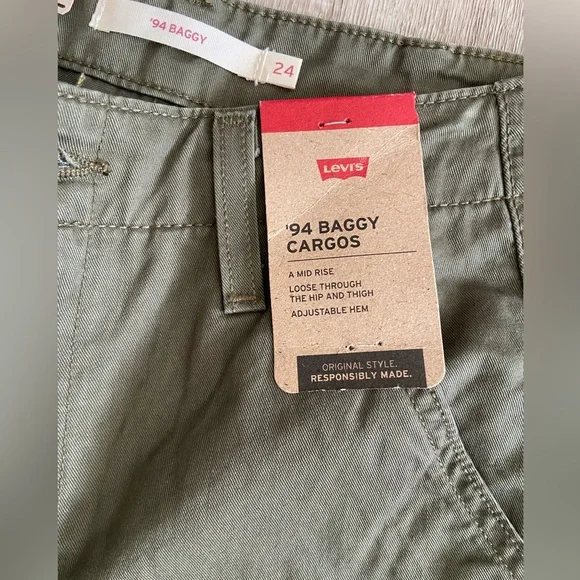 '94 BAGGY
24
Levi's
'94 BAGGY
CARGOS
A MID RISE
LOOSE THROUGH
THE HIP AND THIGH
ADJUSTABLE HEM
ORIGINAL STYLE.
RESPONSIBLY MADE.